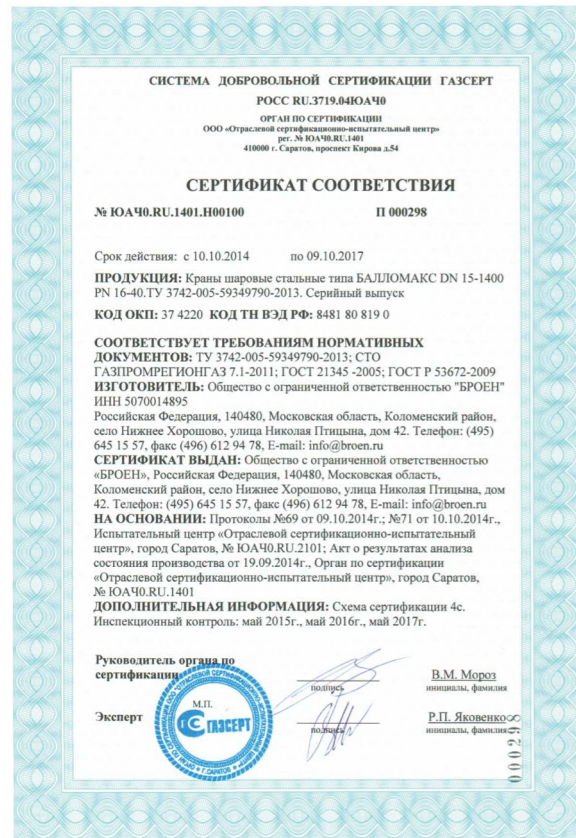 СИСТЕМА ДОБРОВОЛЬНОЙ СЕРТИФИКАЦИИ ГАЗСЕРТ
РОСС RU.3719.04ЮАЧ0
ОРГАН ПО СЕРТИФИКАЦИИ
ООО «Отраслевой сертификационно-испытательный центр»
рег. № ЮАЧ0.RU.1401
410000 г. Саратов, проспект Кирова д.54
СЕРТИФИКАТ СООТВЕТСТВИЯ
№ ЮАЧ0.RU.1401.Н00100 П 000298
Срок действия: с 10.10.2014 по 09.10.2017
ПРОДУКЦИЯ: Краны шаровые стальные типа БАЛЛОМАКС DN 15-1400
PN 16-40.ТУ 3742-005-59349790-2013. Серийный выпуск
КОД ОКП: 37 4220 КОД ТН ВЭД РФ: 8481 80 819 0
СООТВЕТСТВУЕТ ТРЕБОВАНИЯМ НОРМАТИВНЫХ
ДОКУМЕНТОВ: ТУ 3742-005-59349790-2013; СТО
ГАЗПРОМРЕГИОНГАЗ 7.1-2011; ГОСТ 21345 -2005; ГОСТ Р 53672-2009
ИЗГОТОВИТЕЛЬ: Общество с ограниченной ответственностью "БРОЕН"
ИНН 5070014895
Российская Федерация, 140480, Московская область, Коломенский район,
село Нижнее Хорошово, улица Николая Птицына, дом 42. Телефон: (495)
645 15 57, факс (496) 612 94 78, E-mail: info@broen.ru
СЕРТИФИКАТ ВЫДАН: Общество с ограниченной ответственностью
«БРОЕН», Российская Федерация, 140480, Московская область,
Коломенский район, село Нижнее Хорошово, улица Николая Птицына, дом
42. Телефон: (495) 645 15 57, факс (496) 612 94 78, E-mail: info@broen.ru
НА ОСНОВАНИИ: Протоколы №69 от 09.10.2014г.; №71 от 10.10.2014г.,
Испытательный центр «Отраслевой сертификационно-испытательный
центр», город Саратов, № ЮАЧ0.RU.2101; Акт о результатах анализа
состояния производства от 19.09.2014г., Орган по сертификации
«Отраслевой сертификационно-испытательный центр», город Саратов,
№ ЮАЧ0.RU.1401
ДОПОЛНИТЕЛЬНАЯ ИНФОРМАЦИЯ: Схема сертификации 4с.
Инспекционный контроль: май 2015г., май 2016г., май 2017г.
Руководитель органа по
сертификации
подпись
В.М. Мороз
инициалы, фамилия
М.П.
ГАЗСЕРТ
Эксперт
подпись
Р.П. Яковенко
инициалы, фамилия
000298